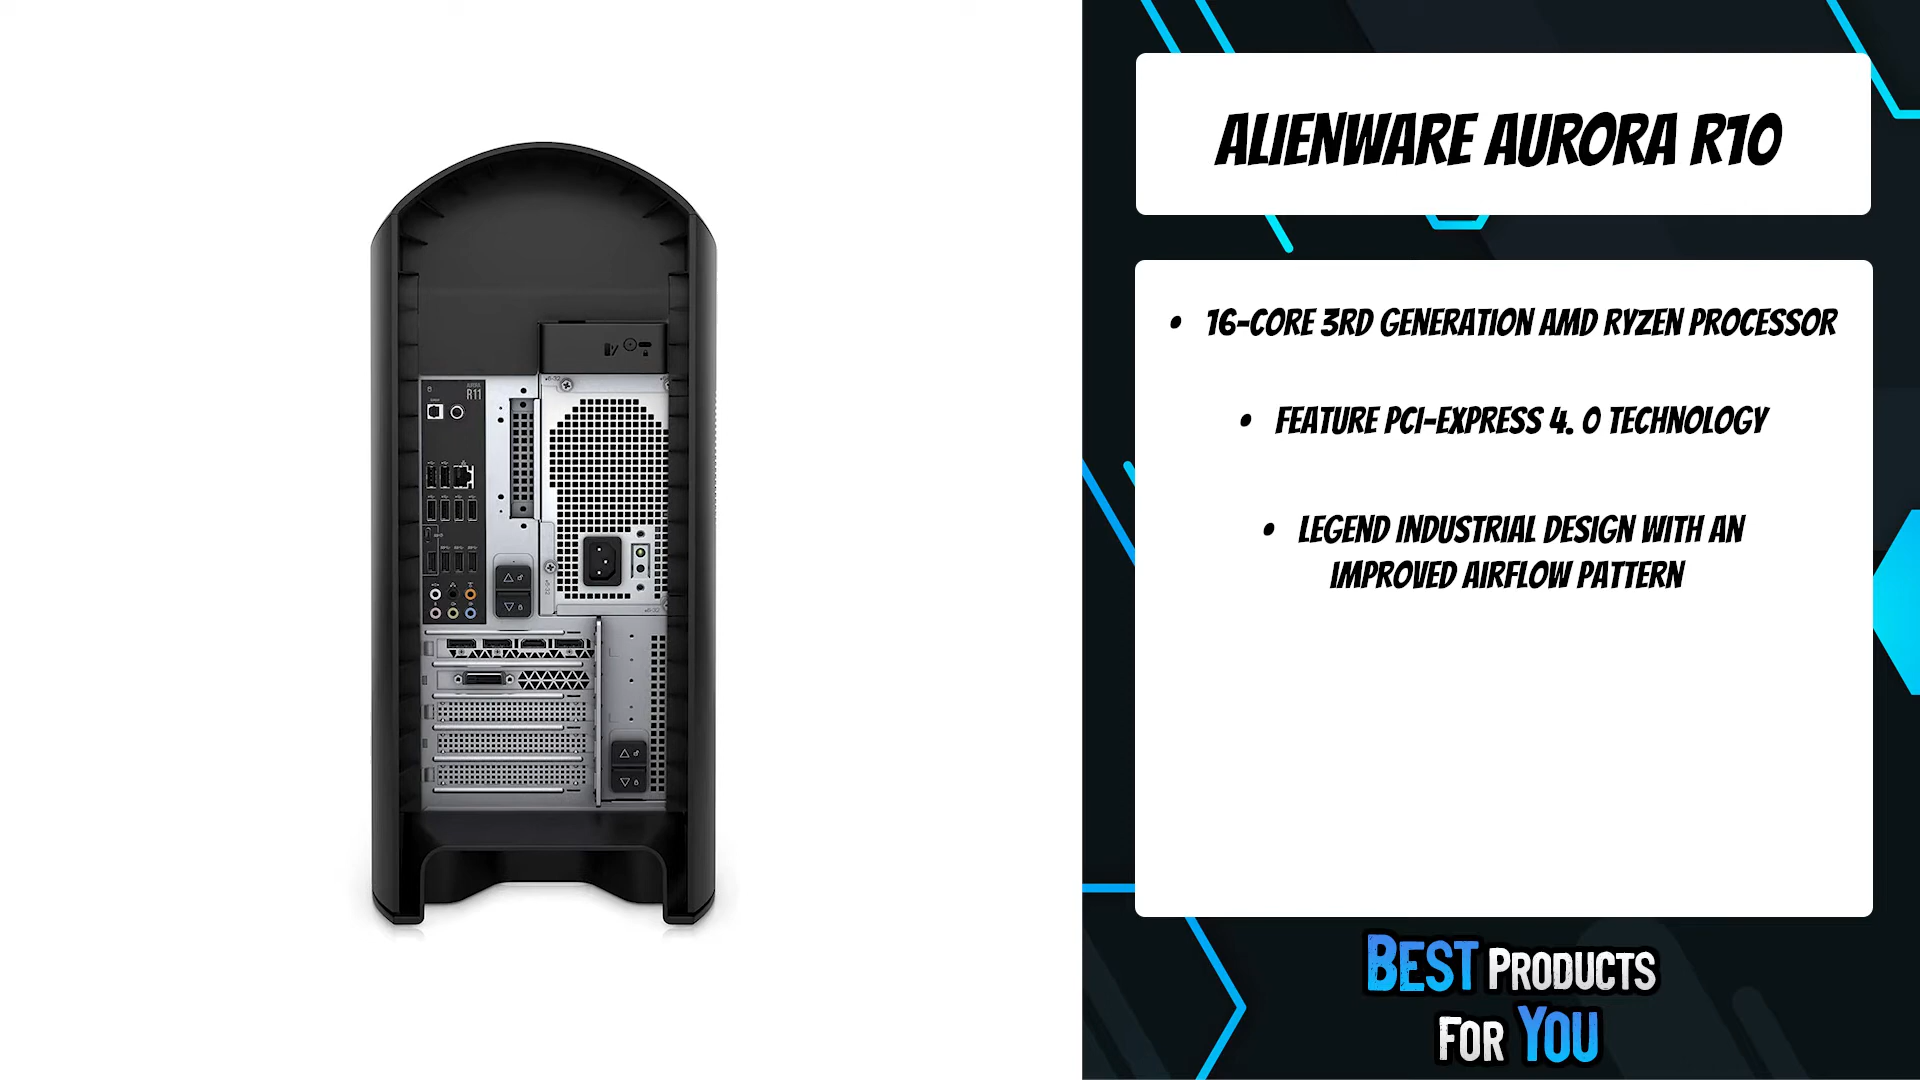 ALIENWARE AURORA R10
• 16-CORE 3RD GENERATION AMD RYZEN PROCESSOR
• FEATURE PCI-EXPRESS 4. 0 TECHNOLOGY
• LEGEND INDUSTRIAL DESIGN WITH AN
IMPROVED AIRFLOW PATTERN
R11
BEST PRODUCTS
FOR YOU